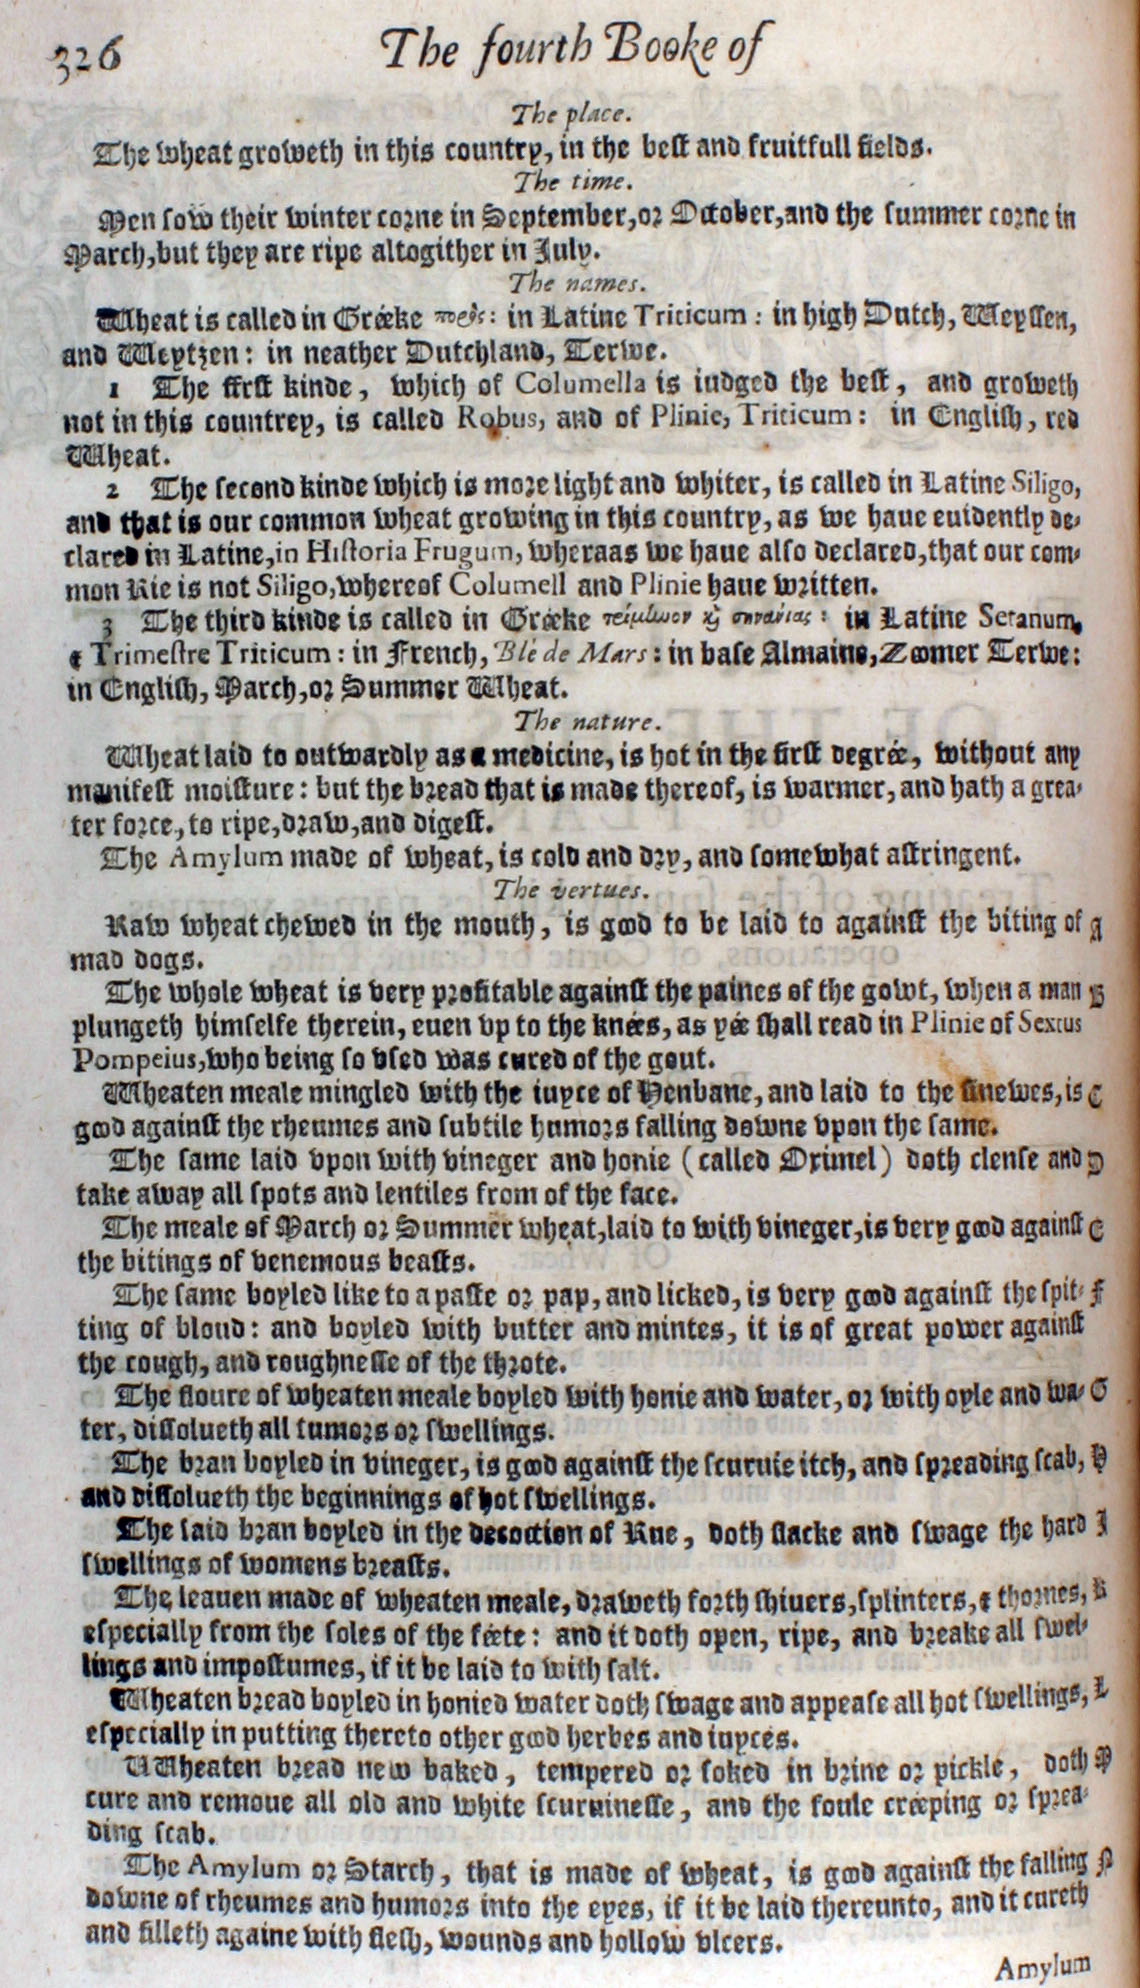 326 The fourth Booke of
The place.
The wheat groweth in this country, in the best and fruitfull fields.
The time.
Men sow their winter corne in September, or October, and the summer corne in
March, but they are ripe altogither in July.
The names.
Wheat is called in Gréeke : in Latine Triticum : in high Dutch, Weyssen,
and Weytzen : in neather Dutchland, Terwe.
1 The first kinde, which of Columella is iudged the best, and groweth
not in this countrey, is called Robus, and of Plinie, Triticum: in English, red
Wheat.
2 The second kinde which is more light and whiter, is called in Latine Siligo,
and that is our common wheat growing in this country, as we haue euidently de-
clared in Latine, in Historia Frugum, wheraas we haue also declared, that our com-
mon Rie is not Siligo, whereof Columell and Plinie haue written.
3 The third kinde is called in Gréeke : in Latine Setanum,
& Trimestre Triticum : in French, Blé de Mars : in base Almaine, Zoomer Terwe:
in English, March, or Summer Wheat.
The nature.
Wheat laid to outwardly as a medicine, is hot in the first degrée, without any
manifest moisture: but the bread that is made thereof, is warmer, and hath a grea-
ter force, to ripe, draw, and digest.
The Amylum made of wheat, is cold and dry, and somewhat astringent.
The vertues.
Raw wheat chewed in the mouth, is good to be laid to against the biting of A
mad dogs.
The whole wheat is very profitable against the paines of the gowt, when a man B
plungeth himselfe therein, euen vp to the knées, as yée shall read in Plinie of Sextus
Pompeius, who being so vsed was cured of the gout.
Wheaten meale mingled with the iuyce of Henbane, and laid to the sinewes, is C
good against the rheumes and subtile humors falling downe vpon the same.
The same laid vpon with vineger and honie (called Oximel) doth clense and D
take away all spots and lentiles from of the face.
The meale of March or Summer wheat, laid to with vineger, is very good against E
the bitings of venemous beasts.
The same boyled like to a paste or pap, and licked, is very good against the spit- F
ting of bloud: and boyled with butter and mintes, it is of great power against
the cough, and roughnesse of the throte.
The floure of wheaten meale boyled with honie and water, or with oyle and wa- G
ter, dissolueth all tumors or swellings.
The bran boyled in vineger, is good against the scuruie itch, and spreading scab, H
and dissolueth the beginnings of hot swellings.
The said bran boyled in the decoction of Rue, doth slacke and swage the hard I
swellings of womens breasts.
The leauen made of wheaten meale, draweth forth shiuers, splinters, & thornes, K
especially from the soles of the féete: and it doth open, ripe, and breake all swel-
lings and impostumes, if it be laid to with salt.
Wheaten bread boyled in honied water doth swage and appease all hot swellings, L
especially in putting thereto other good herbes and iuyces.
VVheaten bread new baked, tempered or soked in brine or pickle, doth M
cure and remoue all old and white scuruinesse, and the foule créeping or sprea-
ding scab.
The Amylum or Starch, that is made of wheat, is good against the falling N
downe of rheumes and humors into the eyes, if it be laid thereunto, and it cureth
and filleth againe with flesh, wounds and hollow vlcers.
Amylum